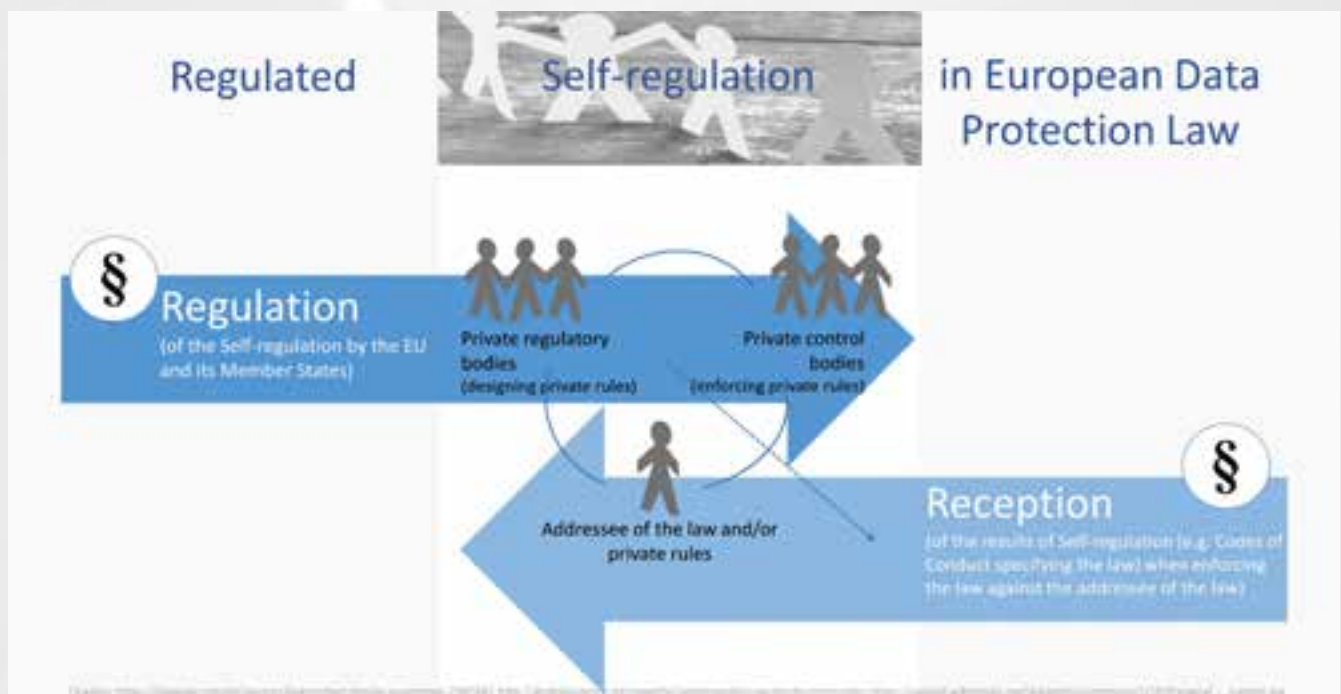 Regulated
Self-regulation
in European Data
Protection Law
§
Regulation
(of the Self-regulation by the EU
and its Member States)
Private regulatory
bodies
(designing private rules)
Private control
bodies
(enforcing private rules)
Addressee of the law and/or
private rules
§
Reception
(of the results of Self-regulation (e.g. Codes of
Conduct specifying the law) when enforcing
the law against the addressee of the law)